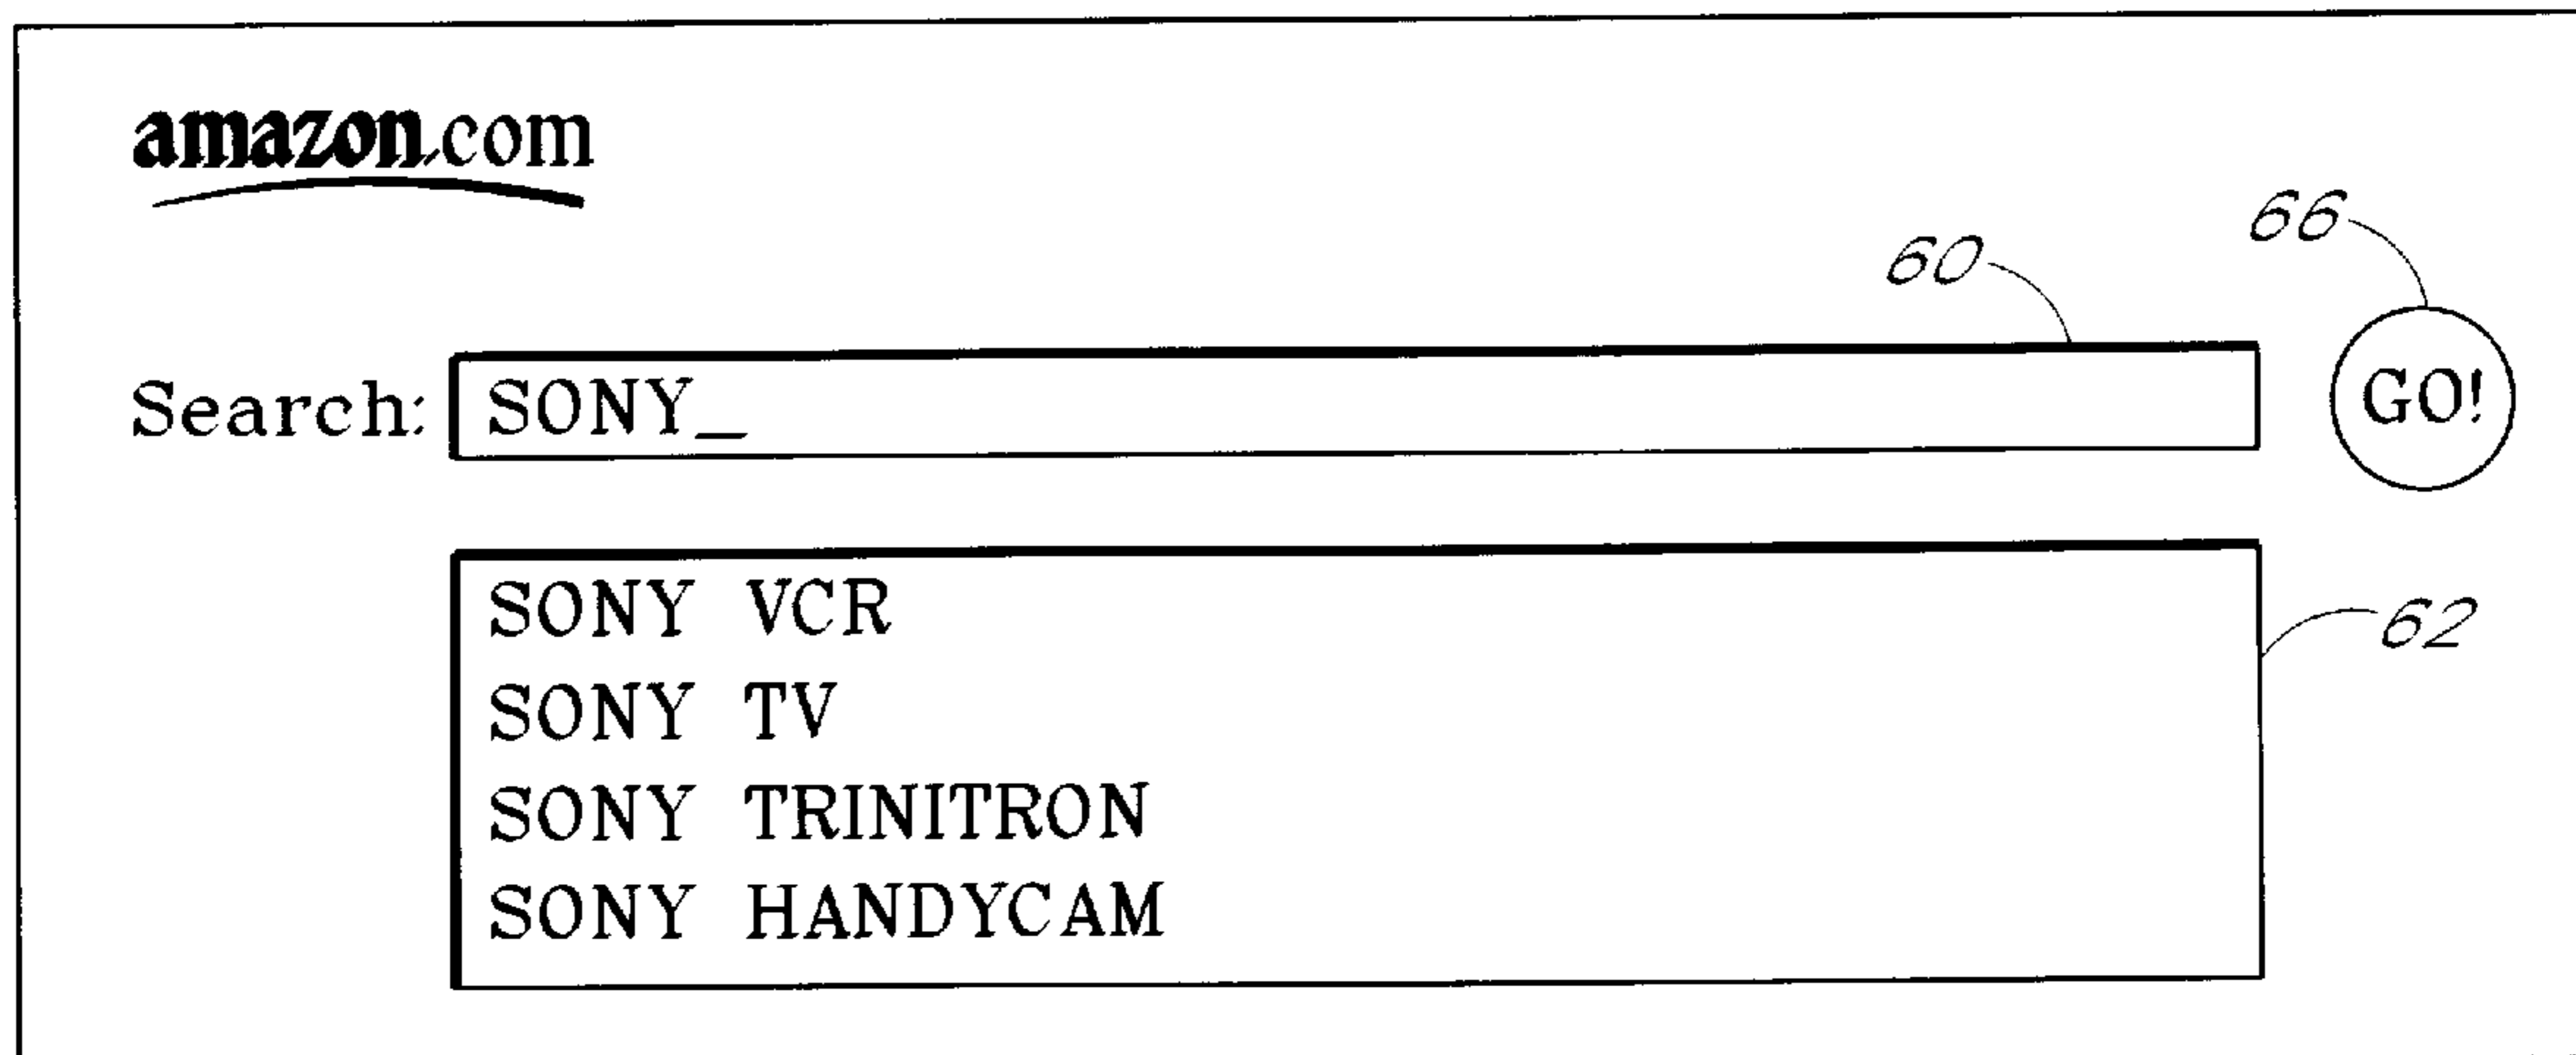 amazon.com
66
60
Search: SONY_ GO!
SONY VCR
62
SONY TV
SONY TRINITRON
SONY HANDYCAM